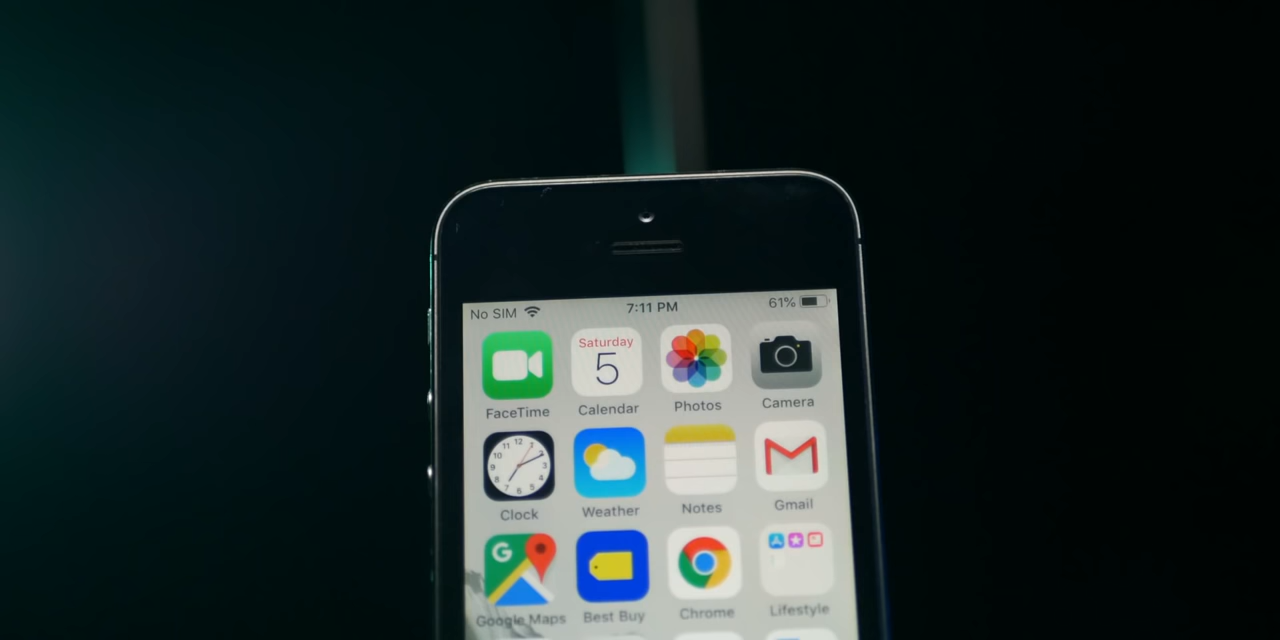 No SIM 7:11 PM 61%
Saturday
5
FaceTime Calendar Photos Camera
Clock Weather Notes Gmail
G
Google Maps Best Buy Chrome Lifestyle